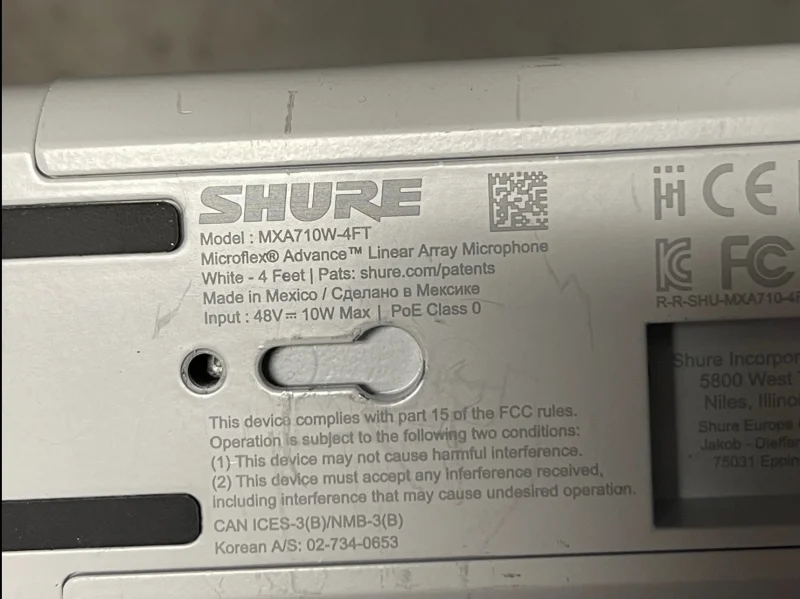 SHURE
Model : MXA710W-4FT
Microflex® Advance™ Linear Array Microphone
White - 4 Feet | Pats: shure.com/patents
Made in Mexico / Сделано в Мексике
Input : 48V⎓ 10W Max | PoE Class 0
CE
FC
R-R-SHU-MXA710-4F
Shure Incorpor
5800 West
Niles, Illino
Shure Europe
Jakob - Dieffen
75031 Eppin
This device complies with part 15 of the FCC rules.
Operation is subject to the following two conditions:
(1) This device may not cause harmful interference.
(2) This device must accept any interference received,
including interference that may cause undesired operation.
CAN ICES-3(B)/NMB-3(B)
Korean A/S: 02-734-0653